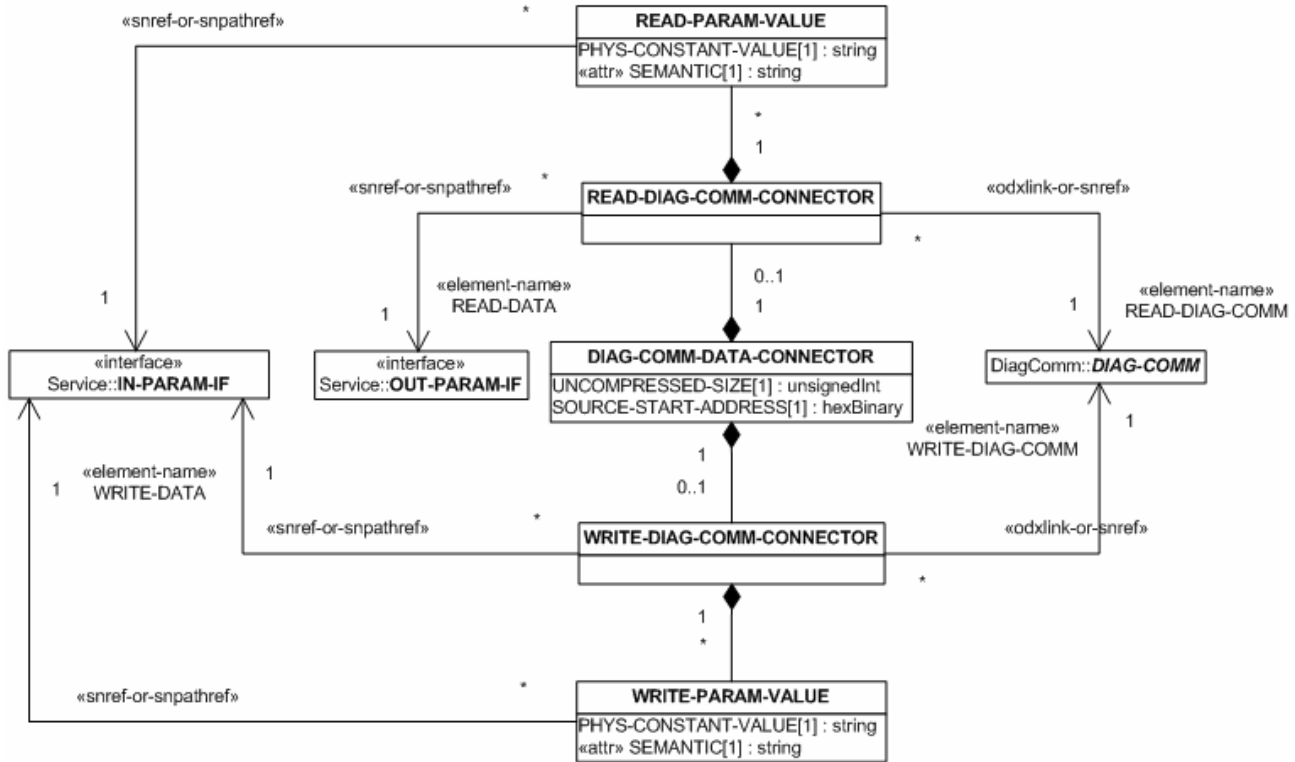 «snref-or-snpathref»
*
READ-PARAM-VALUE
PHYS-CONSTANT-VALUE[1] : string
«attr» SEMANTIC[1] : string
*
1
«snref-or-snpathref»
*
READ-DIAG-COMM-CONNECTOR
«odxlink-or-snref»
*
0..1
1
«element-name»
READ-DATA
1
1
«element-name»
READ-DIAG-COMM
1
«interface»
Service::IN-PARAM-IF
«interface»
Service::OUT-PARAM-IF
DIAG-COMM-DATA-CONNECTOR
UNCOMPRESSED-SIZE[1] : unsignedInt
SOURCE-START-ADDRESS[1] : hexBinary
DiagComm::DIAG-COMM
«element-name»
WRITE-DIAG-COMM
1
1
«element-name»
WRITE-DATA
1
1
0..1
«snref-or-snpathref»
*
WRITE-DIAG-COMM-CONNECTOR
«odxlink-or-snref»
*
1
*
«snref-or-snpathref»
*
WRITE-PARAM-VALUE
PHYS-CONSTANT-VALUE[1] : string
«attr» SEMANTIC[1] : string